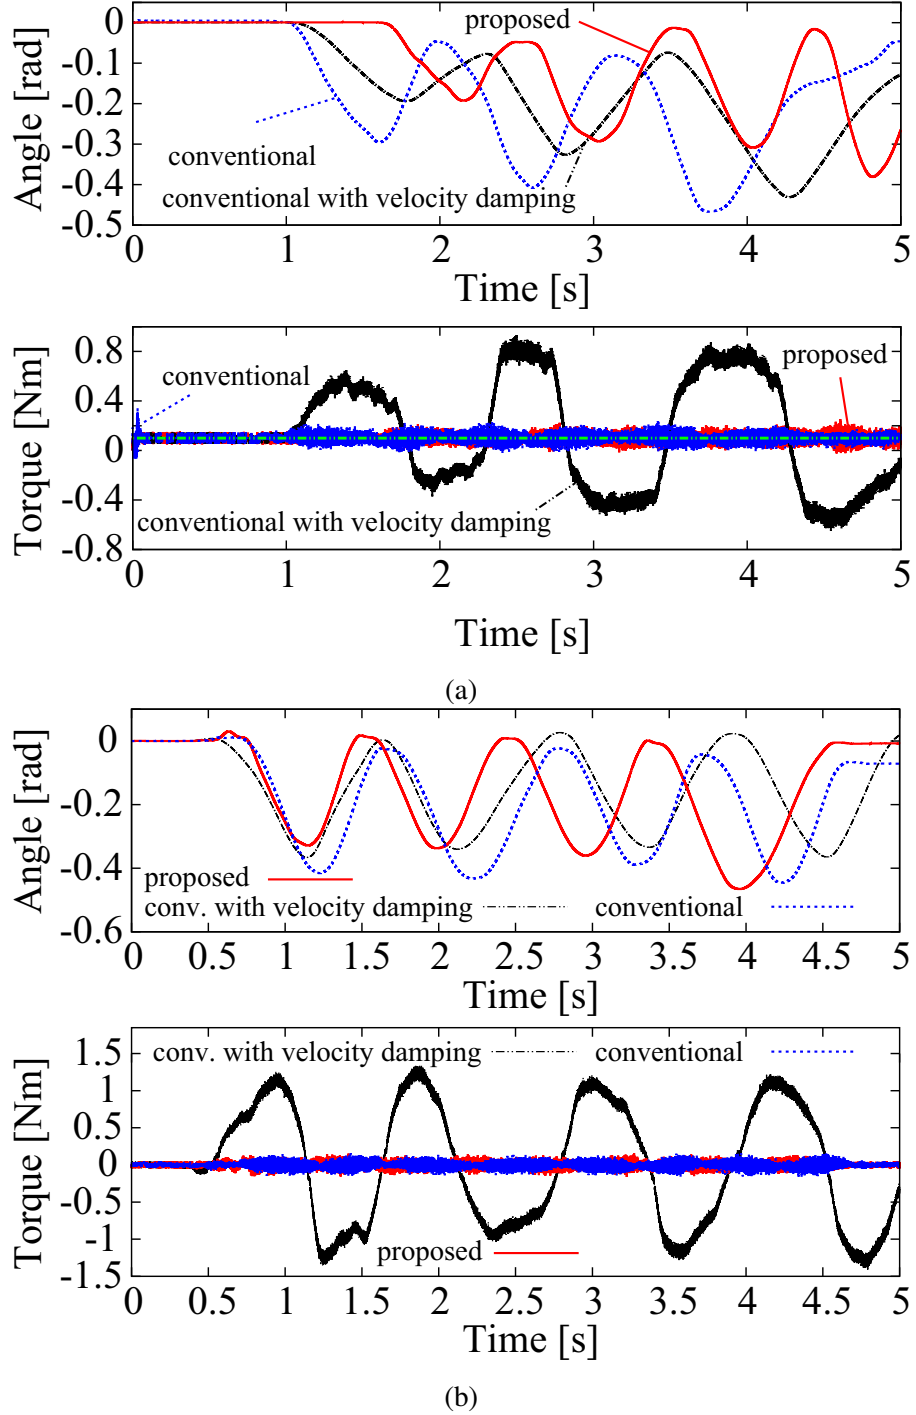 proposed
0
-0.1
-0.2
-0.3
-0.4
-0.5
Angle [rad]
conventional
conventional with velocity damping
0 1 2 3 4 5
Time [s]
0.8
0.4
0
-0.4
-0.8
Torque [Nm]
conventional
proposed
conventional with velocity damping
0 1 2 3 4 5
Time [s]
(a)
0
-0.2
-0.4
-0.6
Angle [rad]
proposed
conv. with velocity damping conventional
0 0.5 1 1.5 2 2.5 3 3.5 4 4.5 5
Time [s]
1.5
1
0.5
0
-0.5
-1
-1.5
Torque [Nm]
conv. with velocity damping conventional
proposed
0 0.5 1 1.5 2 2.5 3 3.5 4 4.5 5
Time [s]
(b)